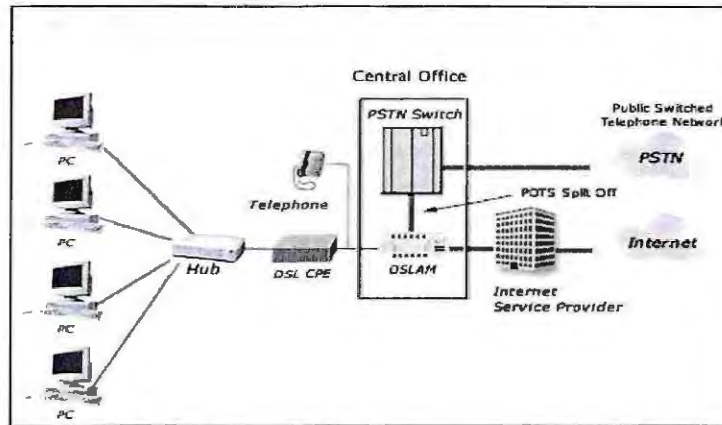 Central Office
PSTN Switch
Public Switched
Telephone Network
PSTN
POTS Split Off
PC
Telephone
PC
Hub
DSL CPE
DSLAM
Internet
Internet
Service Provider
PC
PC